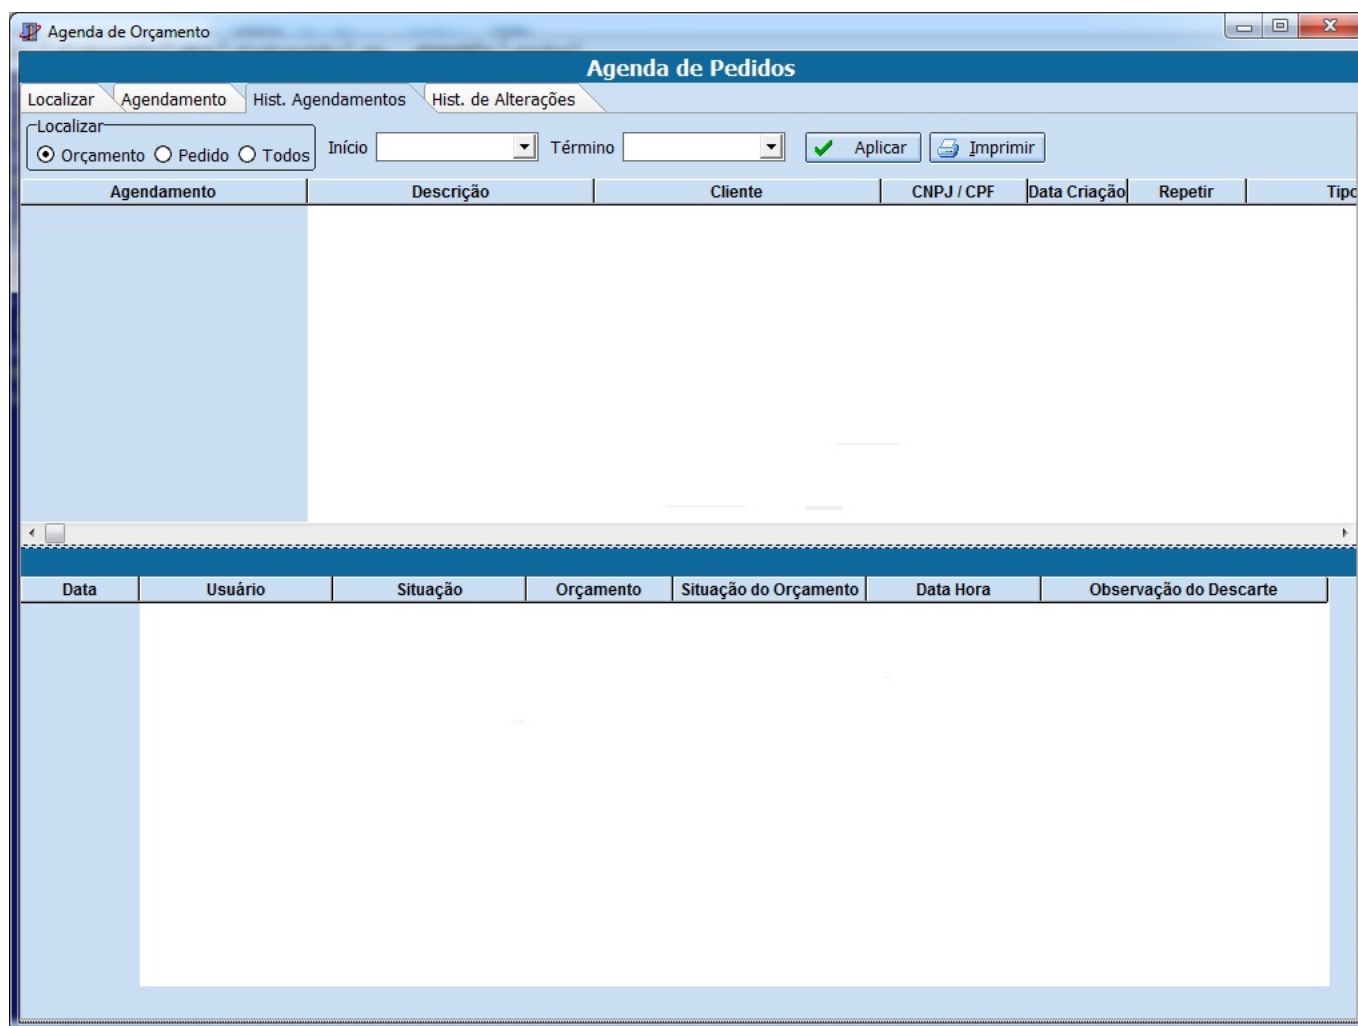 Agenda de Orçamento
Agenda de Pedidos
Localizar Agendamento Hist. Agendamentos Hist. de Alterações
Localizar
Orçamento Pedido Todos Início Término Aplicar Imprimir
Agendamento Descrição Cliente CNPJ / CPF Data Criação Repetir Tipo
Data Usuário Situação Orçamento Situação do Orçamento Data Hora Observação do Descarte